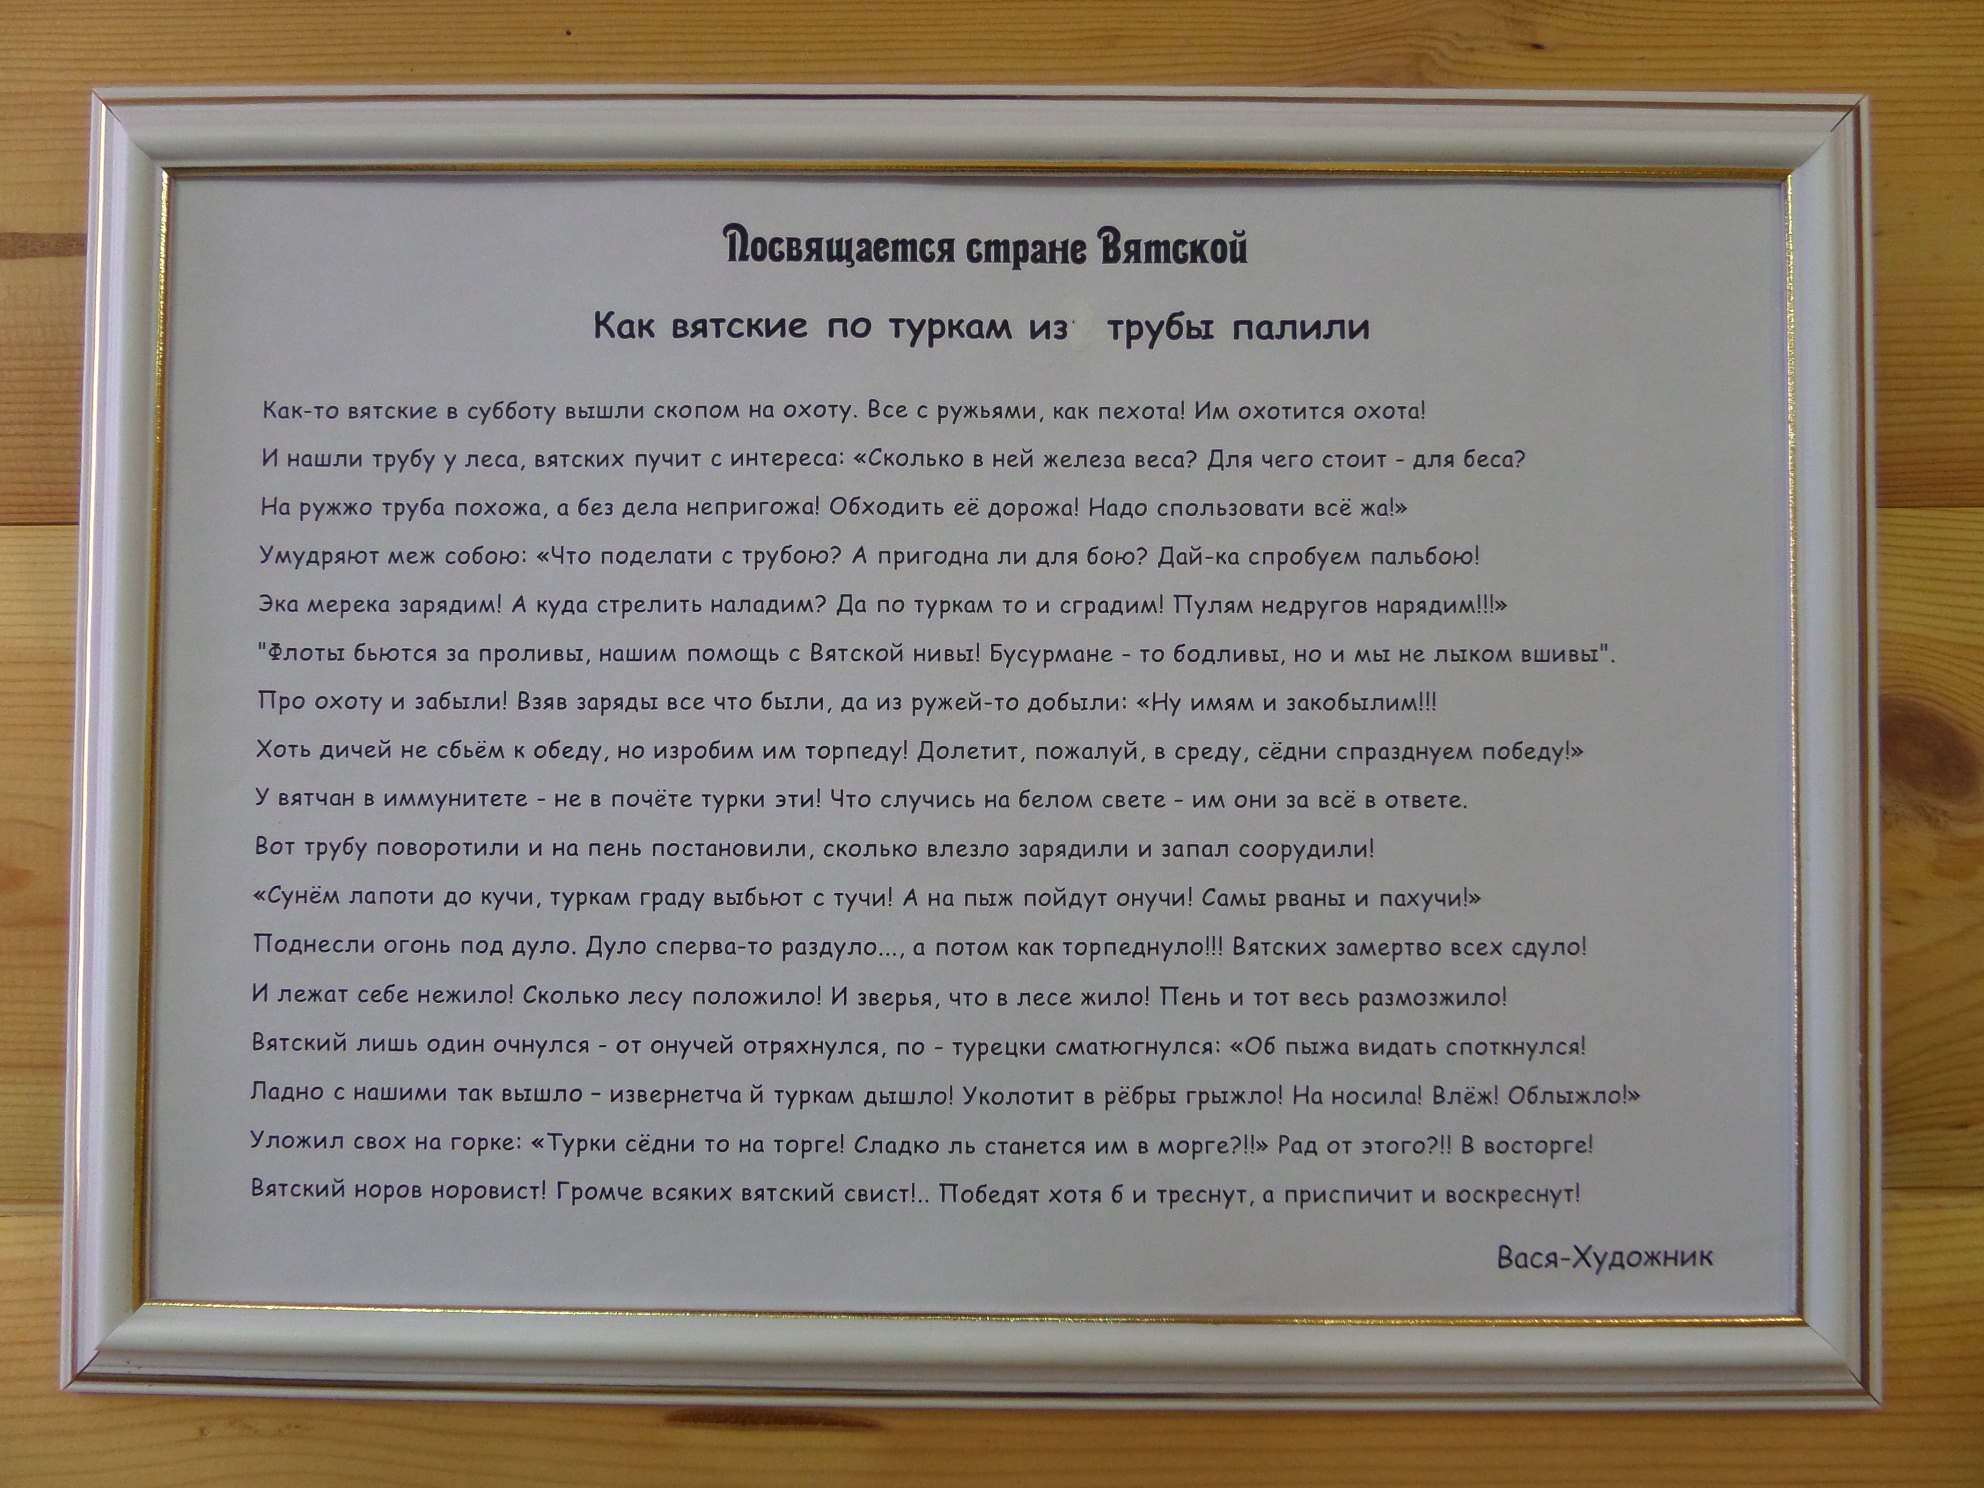 Посвящается стране Вятской
Как вятские по туркам из трубы палили
Как-то вятские в субботу вышли скопом на охоту. Все с ружьями, как пехота! Им охотится охота!
И нашли трубу у леса, вятских пучит с интереса: «Сколько в ней железа веса? Для чего стоит - для беса?
На ружжо труба похожа, а без дела непригожа! Обходить её дорожа! Надо спользовати всё жа!»
Умудряют меж собою: «Что поделати с трубою? А пригодна ли для бою? Дай-ка спробуем пальбою!
Эка мерека зарядим! А куда стрелить наладим? Да по туркам то и сградим! Пулям недругов нарядим!!!»
"Флоты бьются за проливы, нашим помощь с Вятской нивы! Бусурмане - то бодливы, но и мы не лыком вшивы".
Про охоту и забыли! Взяв заряды все что были, да из ружей-то добыли: «Ну имям и закобылим!!!
Хоть дичей не сбьём к обеду, но изробим им торпеду! Долетит, пожалуй, в среду, сёдни спразднуем победу!»
У вятчан в иммунитете - не в почёте турки эти! Что случись на белом свете - им они за всё в ответе.
Вот трубу поворотили и на пень постановили, сколько влезло зарядили и запал соорудили!
«Сунём лапоти до кучи, туркам граду выбьют с тучи! А на пыж пойдут онучи! Самы рваны и пахучи!»
Поднесли огонь под дуло. Дуло сперва-то раздуло..., а потом как торпеднуло!!! Вятских замертво всех сдуло!
И лежат себе нежило! Сколько лесу положило! И зверья, что в лесе жило! Пень и тот весь размозжило!
Вятский лишь один очнулся - от онучей отряхнулся, по - турецки сматюгнулся: «Об пыжа видать споткнулся!
Ладно с нашими так вышло – извернетча й туркам дышло! Уколотит в рёбры грыжло! На носила! Влёж! Облыжло!»
Уложил свох на горке: «Турки сёдни то на торге! Сладко ль станется им в морге?!!» Рад от этого?!! В восторге!
Вятский норов норовист! Громче всяких вятский свист!.. Победят хотя б и треснут, а приспичит и воскреснут!
Вася-Художник